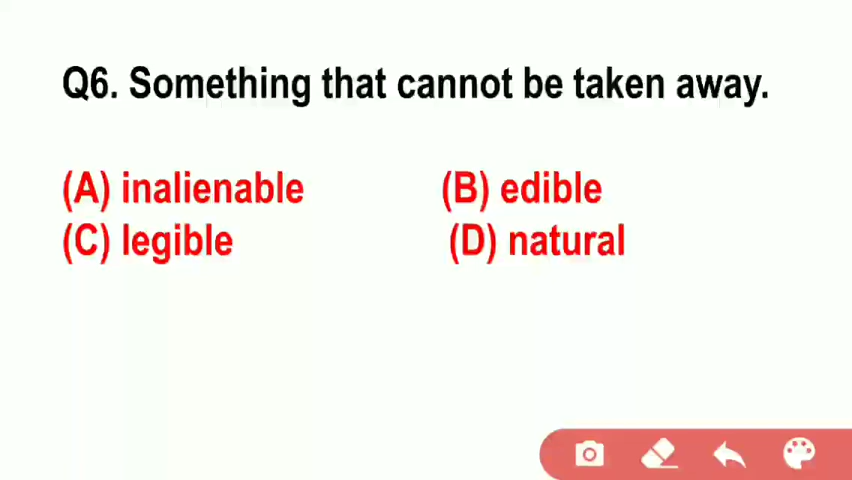 Q6. Something that cannot be taken away.
(A) inalienable (B) edible
(C) legible (D) natural